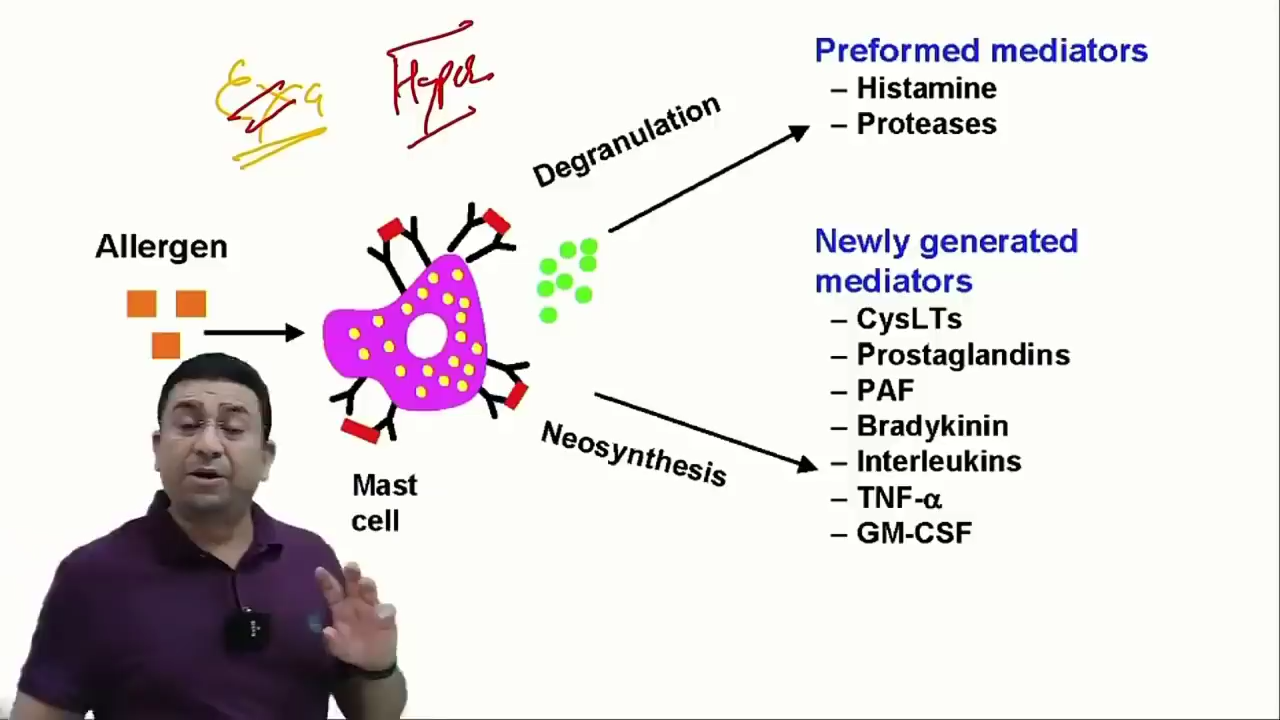 Hyper
Preformed mediators
– Histamine
– Proteases
Degranulation
Allergen
Newly generated
mediators
– CysLTs
– Prostaglandins
– PAF
– Bradykinin
– Interleukins
– TNF-α
– GM-CSF
Neosynthesis
Mast
cell